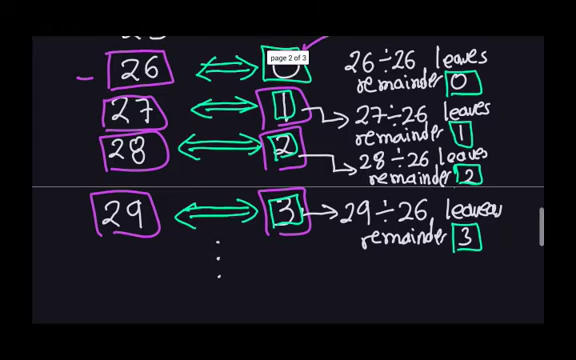 - 26 ⟺ 0 26÷26 leaves
page 2 of 3
remainder 0
27 ⟺ 1 27÷26 leaves
remainder 1
28 ⟺ 2 28÷26 leaves
remainder 2
29 ⟺ 3 → 29÷26 leaves
remainder 3